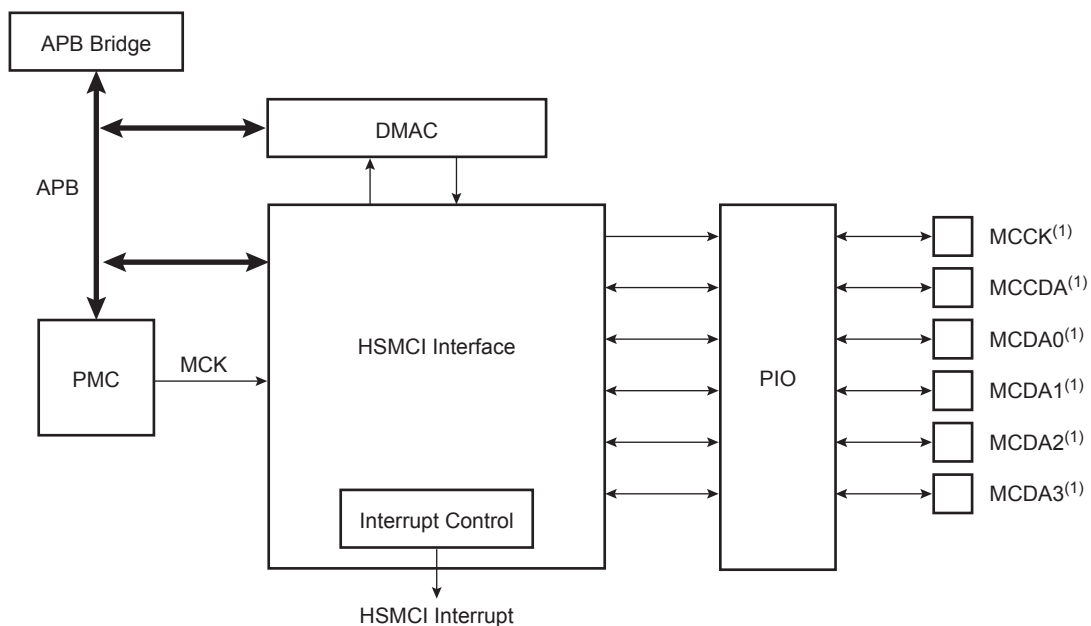 APB Bridge
DMAC
APB
MCCK(1)
MCCDA(1)
HSMCI Interface
MCDA0(1)
PMC
MCK
PIO
MCDA1(1)
MCDA2(1)
MCDA3(1)
Interrupt Control
HSMCI Interrupt